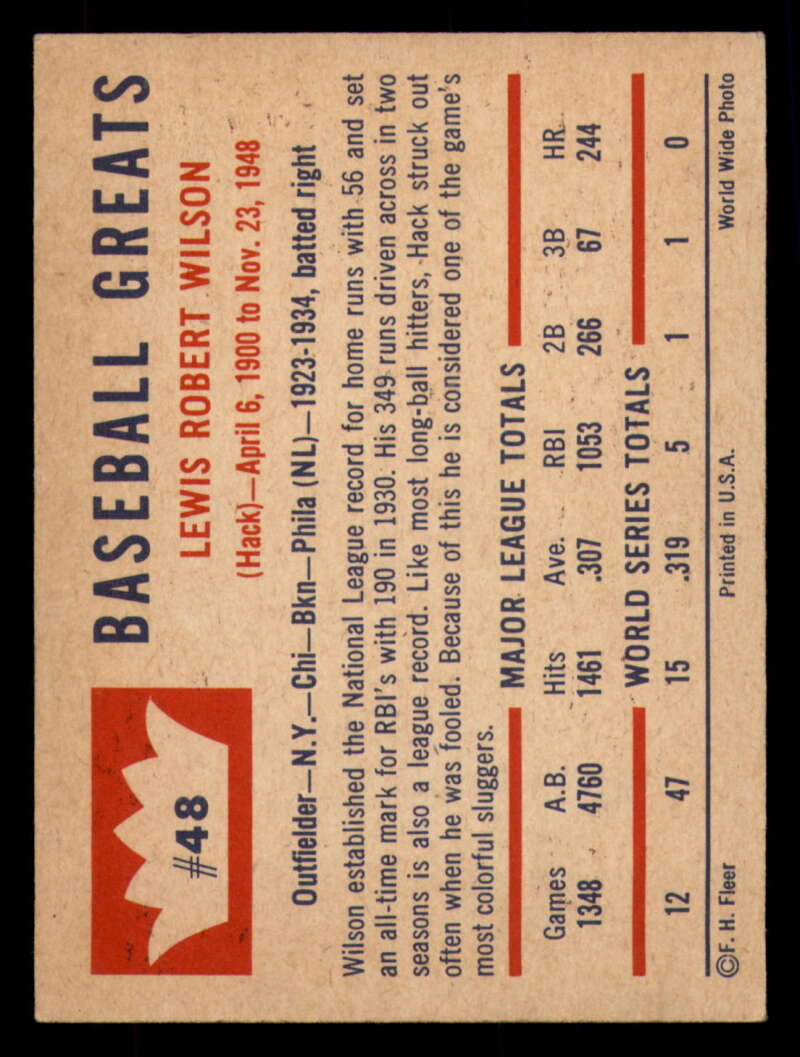 #48
BASEBALL GREATS
LEWIS ROBERT WILSON
(Hack)—April 6, 1900 to Nov. 23, 1948
Outfielder—N.Y.—Chi—Bkn—Phila (NL)—1923-1934, batted right
Wilson established the National League record for home runs with 56 and set
an all-time mark for RBI's with 190 in 1930. His 349 runs driven across in two
seasons is also a league record. Like most long-ball hitters, Hack struck out
often when he was fooled. Because of this he is considered one of the game's
most colorful sluggers.
MAJOR LEAGUE TOTALS
Games A.B. Hits Ave. RBI 2B 3B HR
1348 4760 1461 .307 1053 266 67 244
WORLD SERIES TOTALS
12 47 15 .319 5 1 1 0
©F. H. Fleer Printed in U.S.A. World Wide Photo